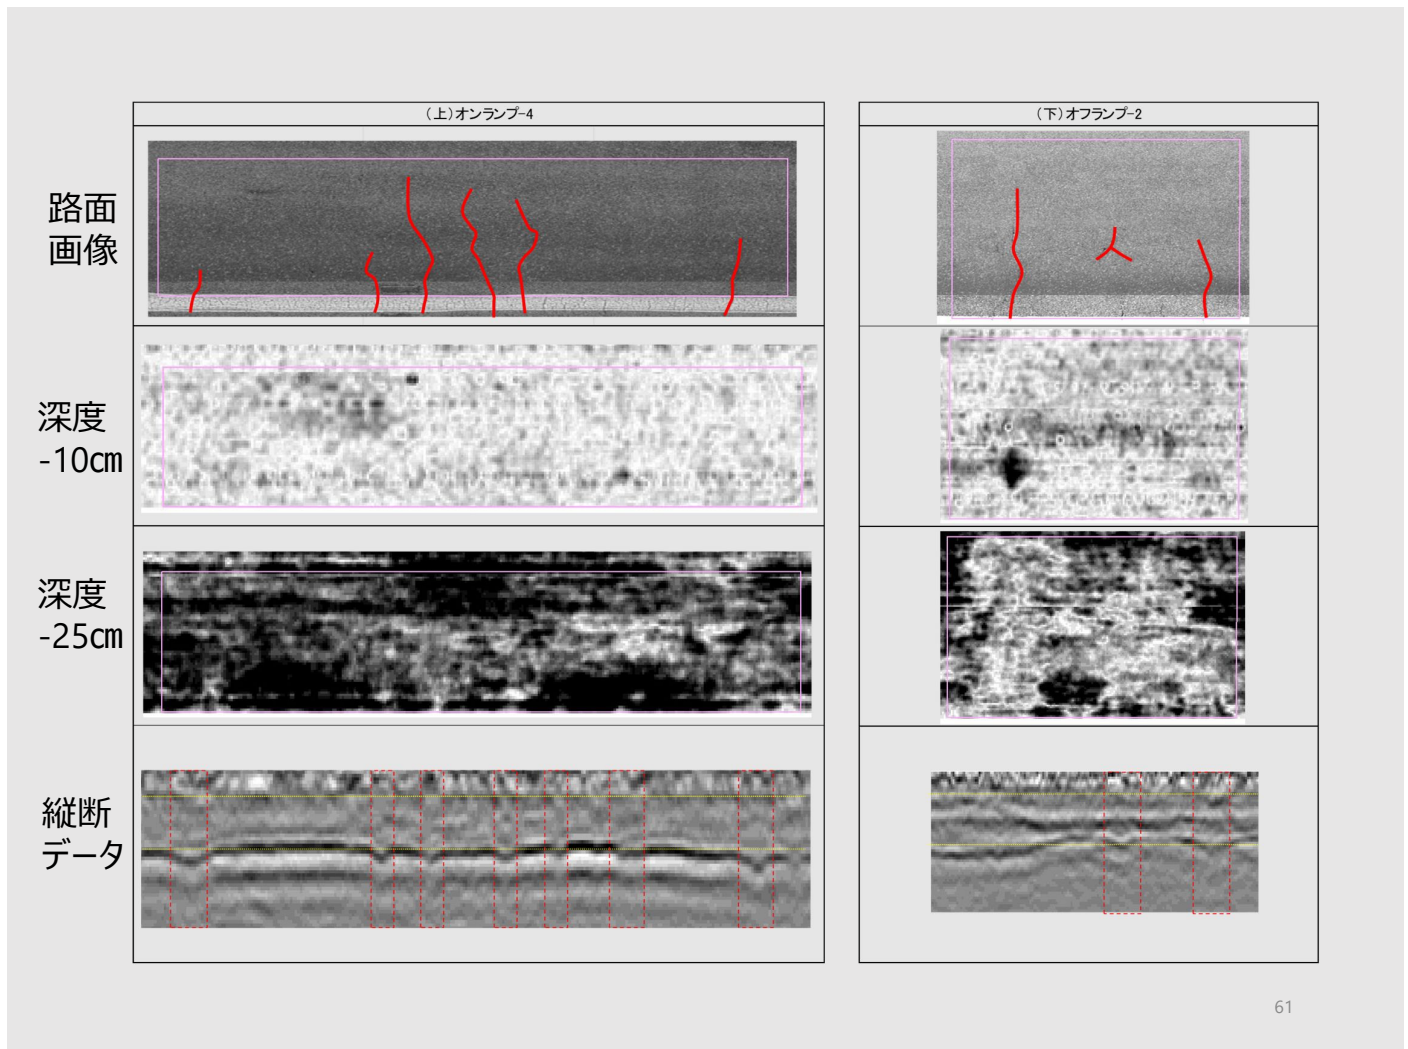 (上)オンランプ-4
(下)オフランプ-2
路面
画像
深度
-10㎝
深度
-25㎝
縦断
データ
61